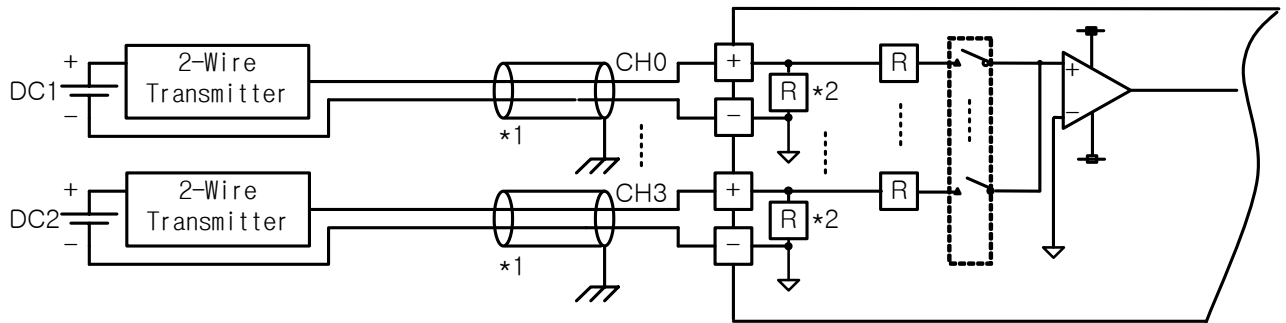 +
2-Wire
Transmitter
DC1
−
*1
CH0
+
−
R
*2
R
+
−
+
2-Wire
Transmitter
DC2
−
*1
CH3
+
−
R
*2
R